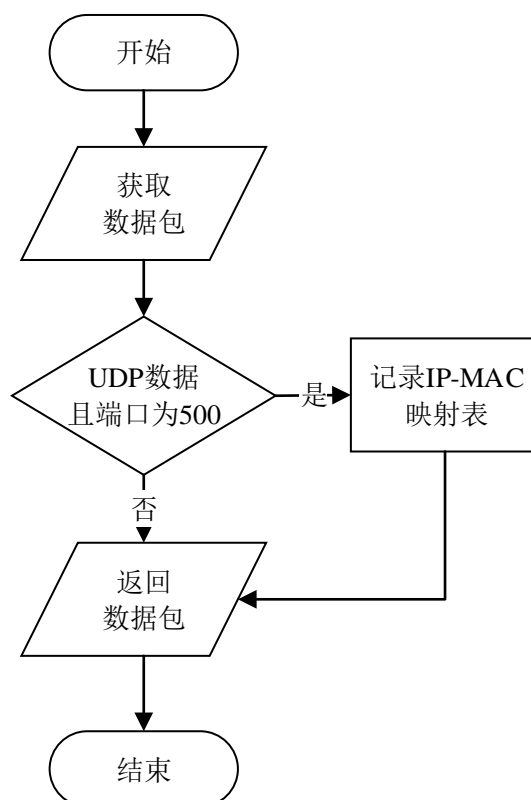 开始
获取
数据包
UDP数据
且端口为500
是
记录IP-MAC
映射表
否
返回
数据包
结束